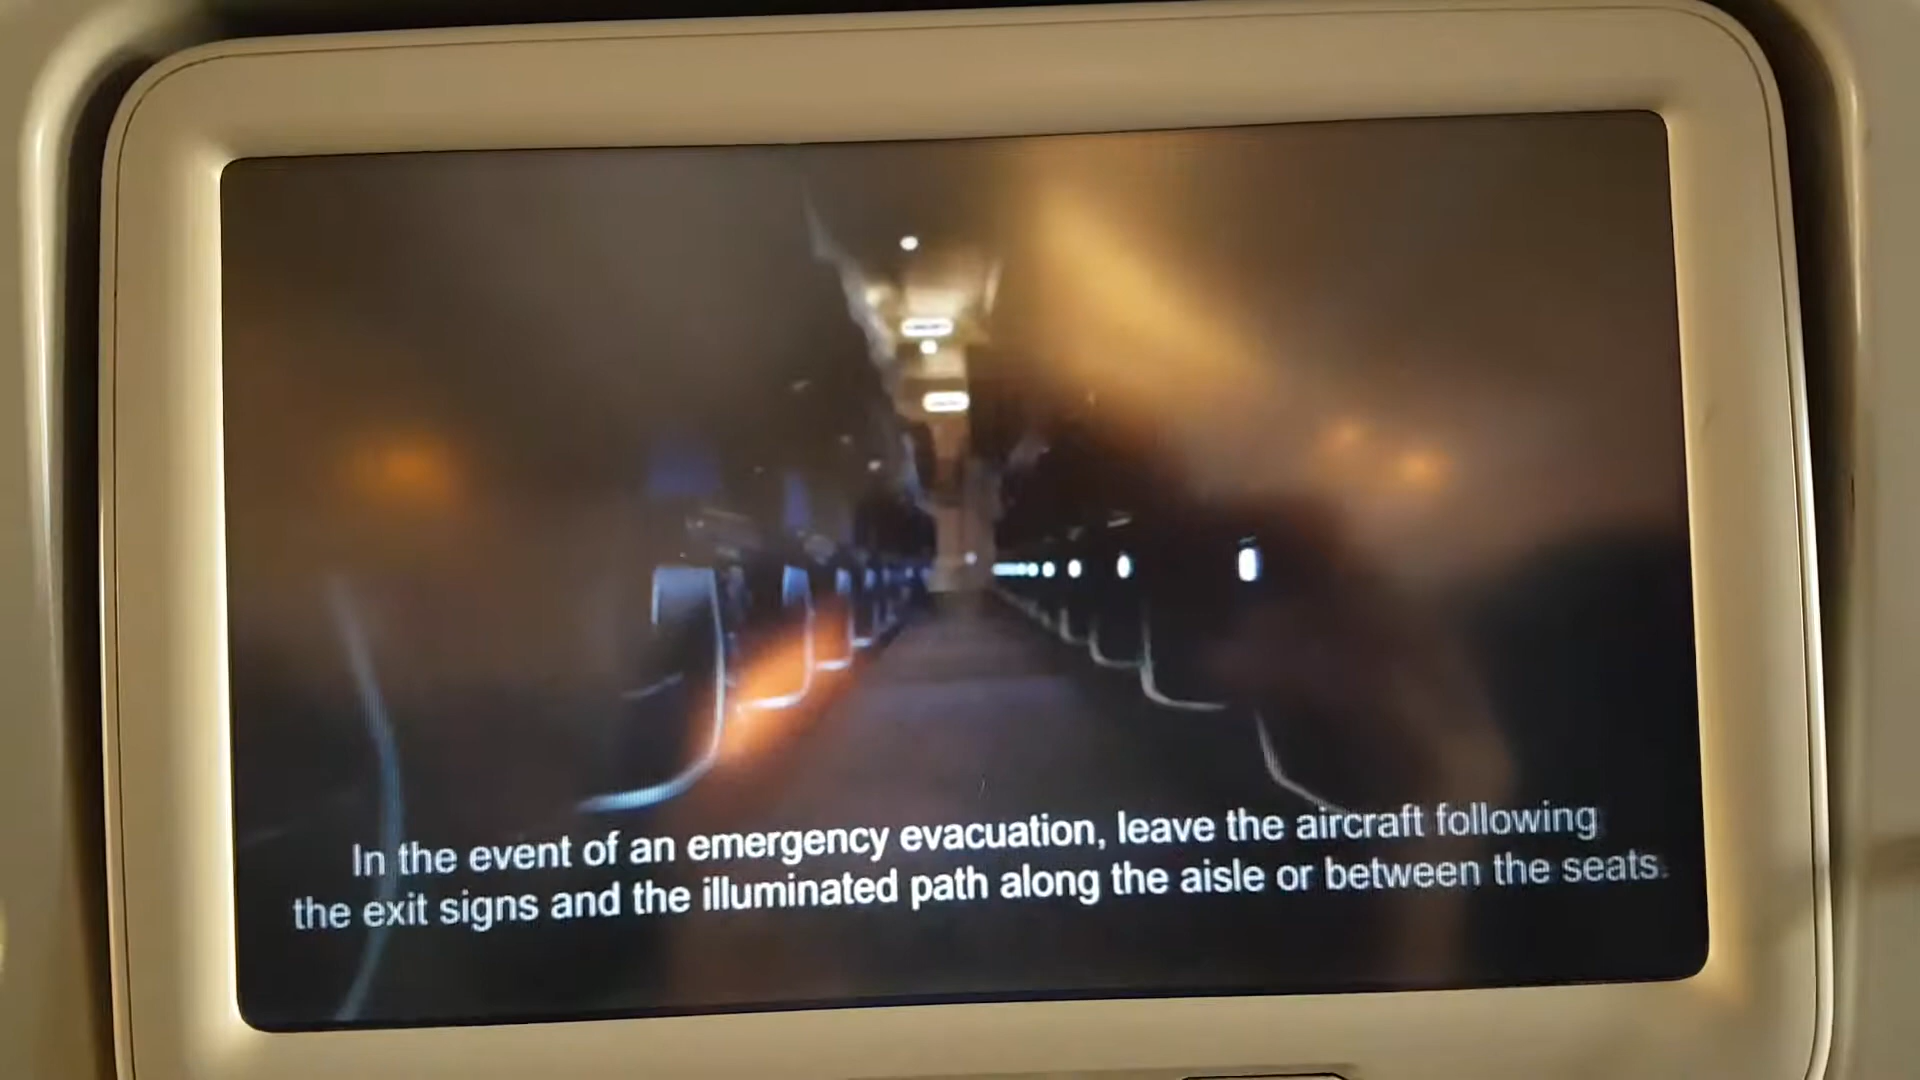 In the event of an emergency evacuation, leave the aircraft following
the exit signs and the illuminated path along the aisle or between the seats.